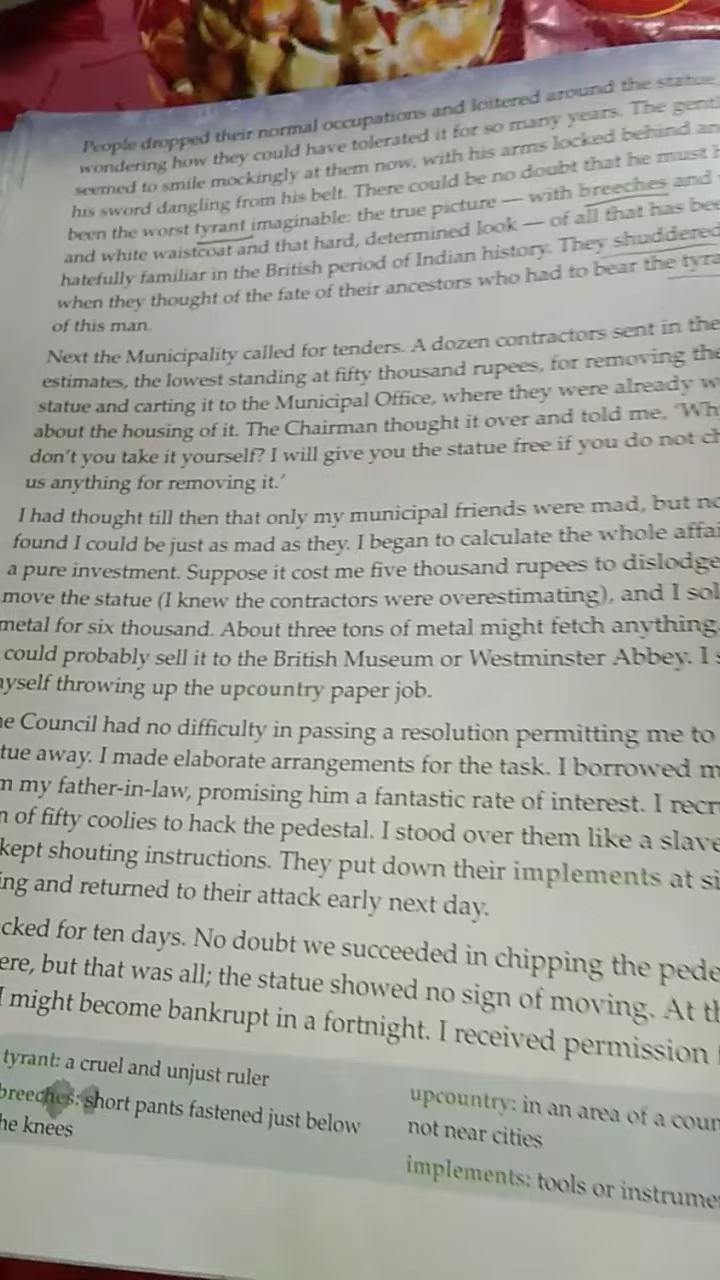 People dropped their normal occupations and loitered around the statue,
wondering how they could have tolerated it for so many years. The
seemed to smile mockingly at them now, with his arms locked behind
his sword dangling from his belt. There could be no doubt that he must
been the worst tyrant imaginable: the true picture — with breeches and
and white waistcoat and that hard, determined look — of all that has
hatefully familiar in the British period of Indian history. They shuddered
when they thought of the fate of their ancestors who had to bear the
of this man.
Next the Municipality called for tenders. A dozen contractors sent in the
estimates, the lowest standing at fifty thousand rupees, for removing the
statue and carting it to the Municipal Office, where they were already
about the housing of it. The Chairman thought it over and told me, 'Wh
don't you take it yourself? I will give you the statue free if you do not
us anything for removing it.'
I had thought till then that only my municipal friends were mad, but
found I could be just as mad as they. I began to calculate the whole affai
a pure investment. Suppose it cost me five thousand rupees to dislodge
move the statue (I knew the contractors were overestimating), and I
metal for six thousand. About three tons of metal might fetch anything.
could probably sell it to the British Museum or Westminster Abbey. I
yself throwing up the upcountry paper job.
e Council had no difficulty in passing a resolution permitting me to
tue away. I made elaborate arrangements for the task. I borrowed m
m my father-in-law, promising him a fantastic rate of interest. I recr
n of fifty coolies to hack the pedestal. I stood over them like a slave
kept shouting instructions. They put down their implements at si
ing and returned to their attack early next day.
cked for ten days. No doubt we succeeded in chipping the pede
ere, but that was all; the statue showed no sign of moving. At th
I might become bankrupt in a fortnight. I received permission
tyrant: a cruel and unjust ruler
breeches: short pants fastened just below
he knees
upcountry: in an area of a coun
not near cities
implements: tools or instrume